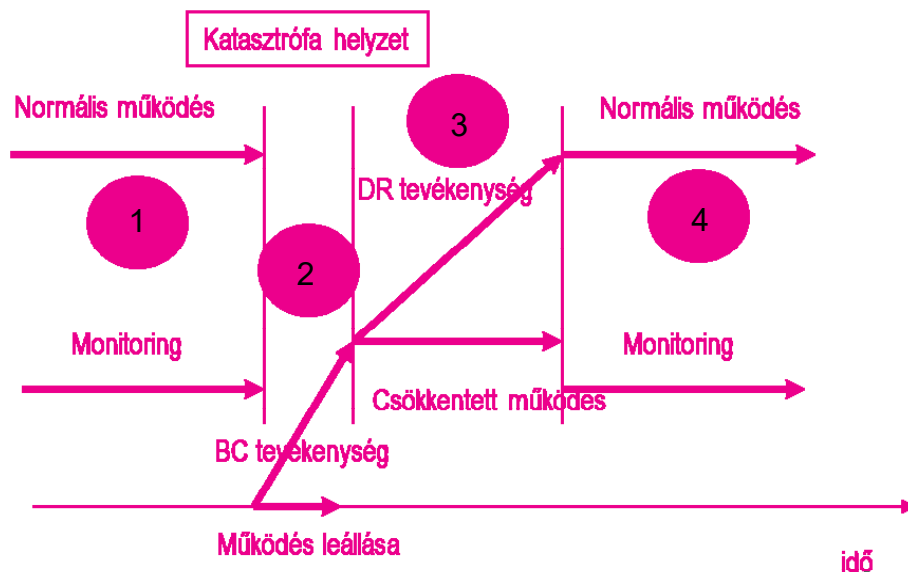 Katasztrófa helyzet
Normális működés
3
Normális működés
DR tevékenység
1
4
2
Monitoring
Monitoring
Csökkentett működés
BC tevékenység
Működés leállása
idő